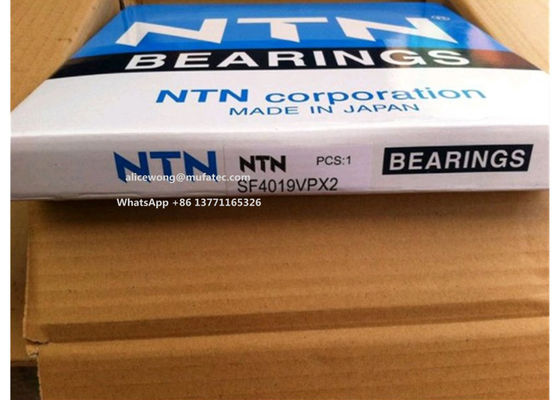 NTN®
BEARINGS
NTN corporation
MADE IN JAPAN
NTN NTN PCS:1 BEARINGS
SF4019VPX2
alicewong@mufatec.com
WhatsApp +86 13771165326